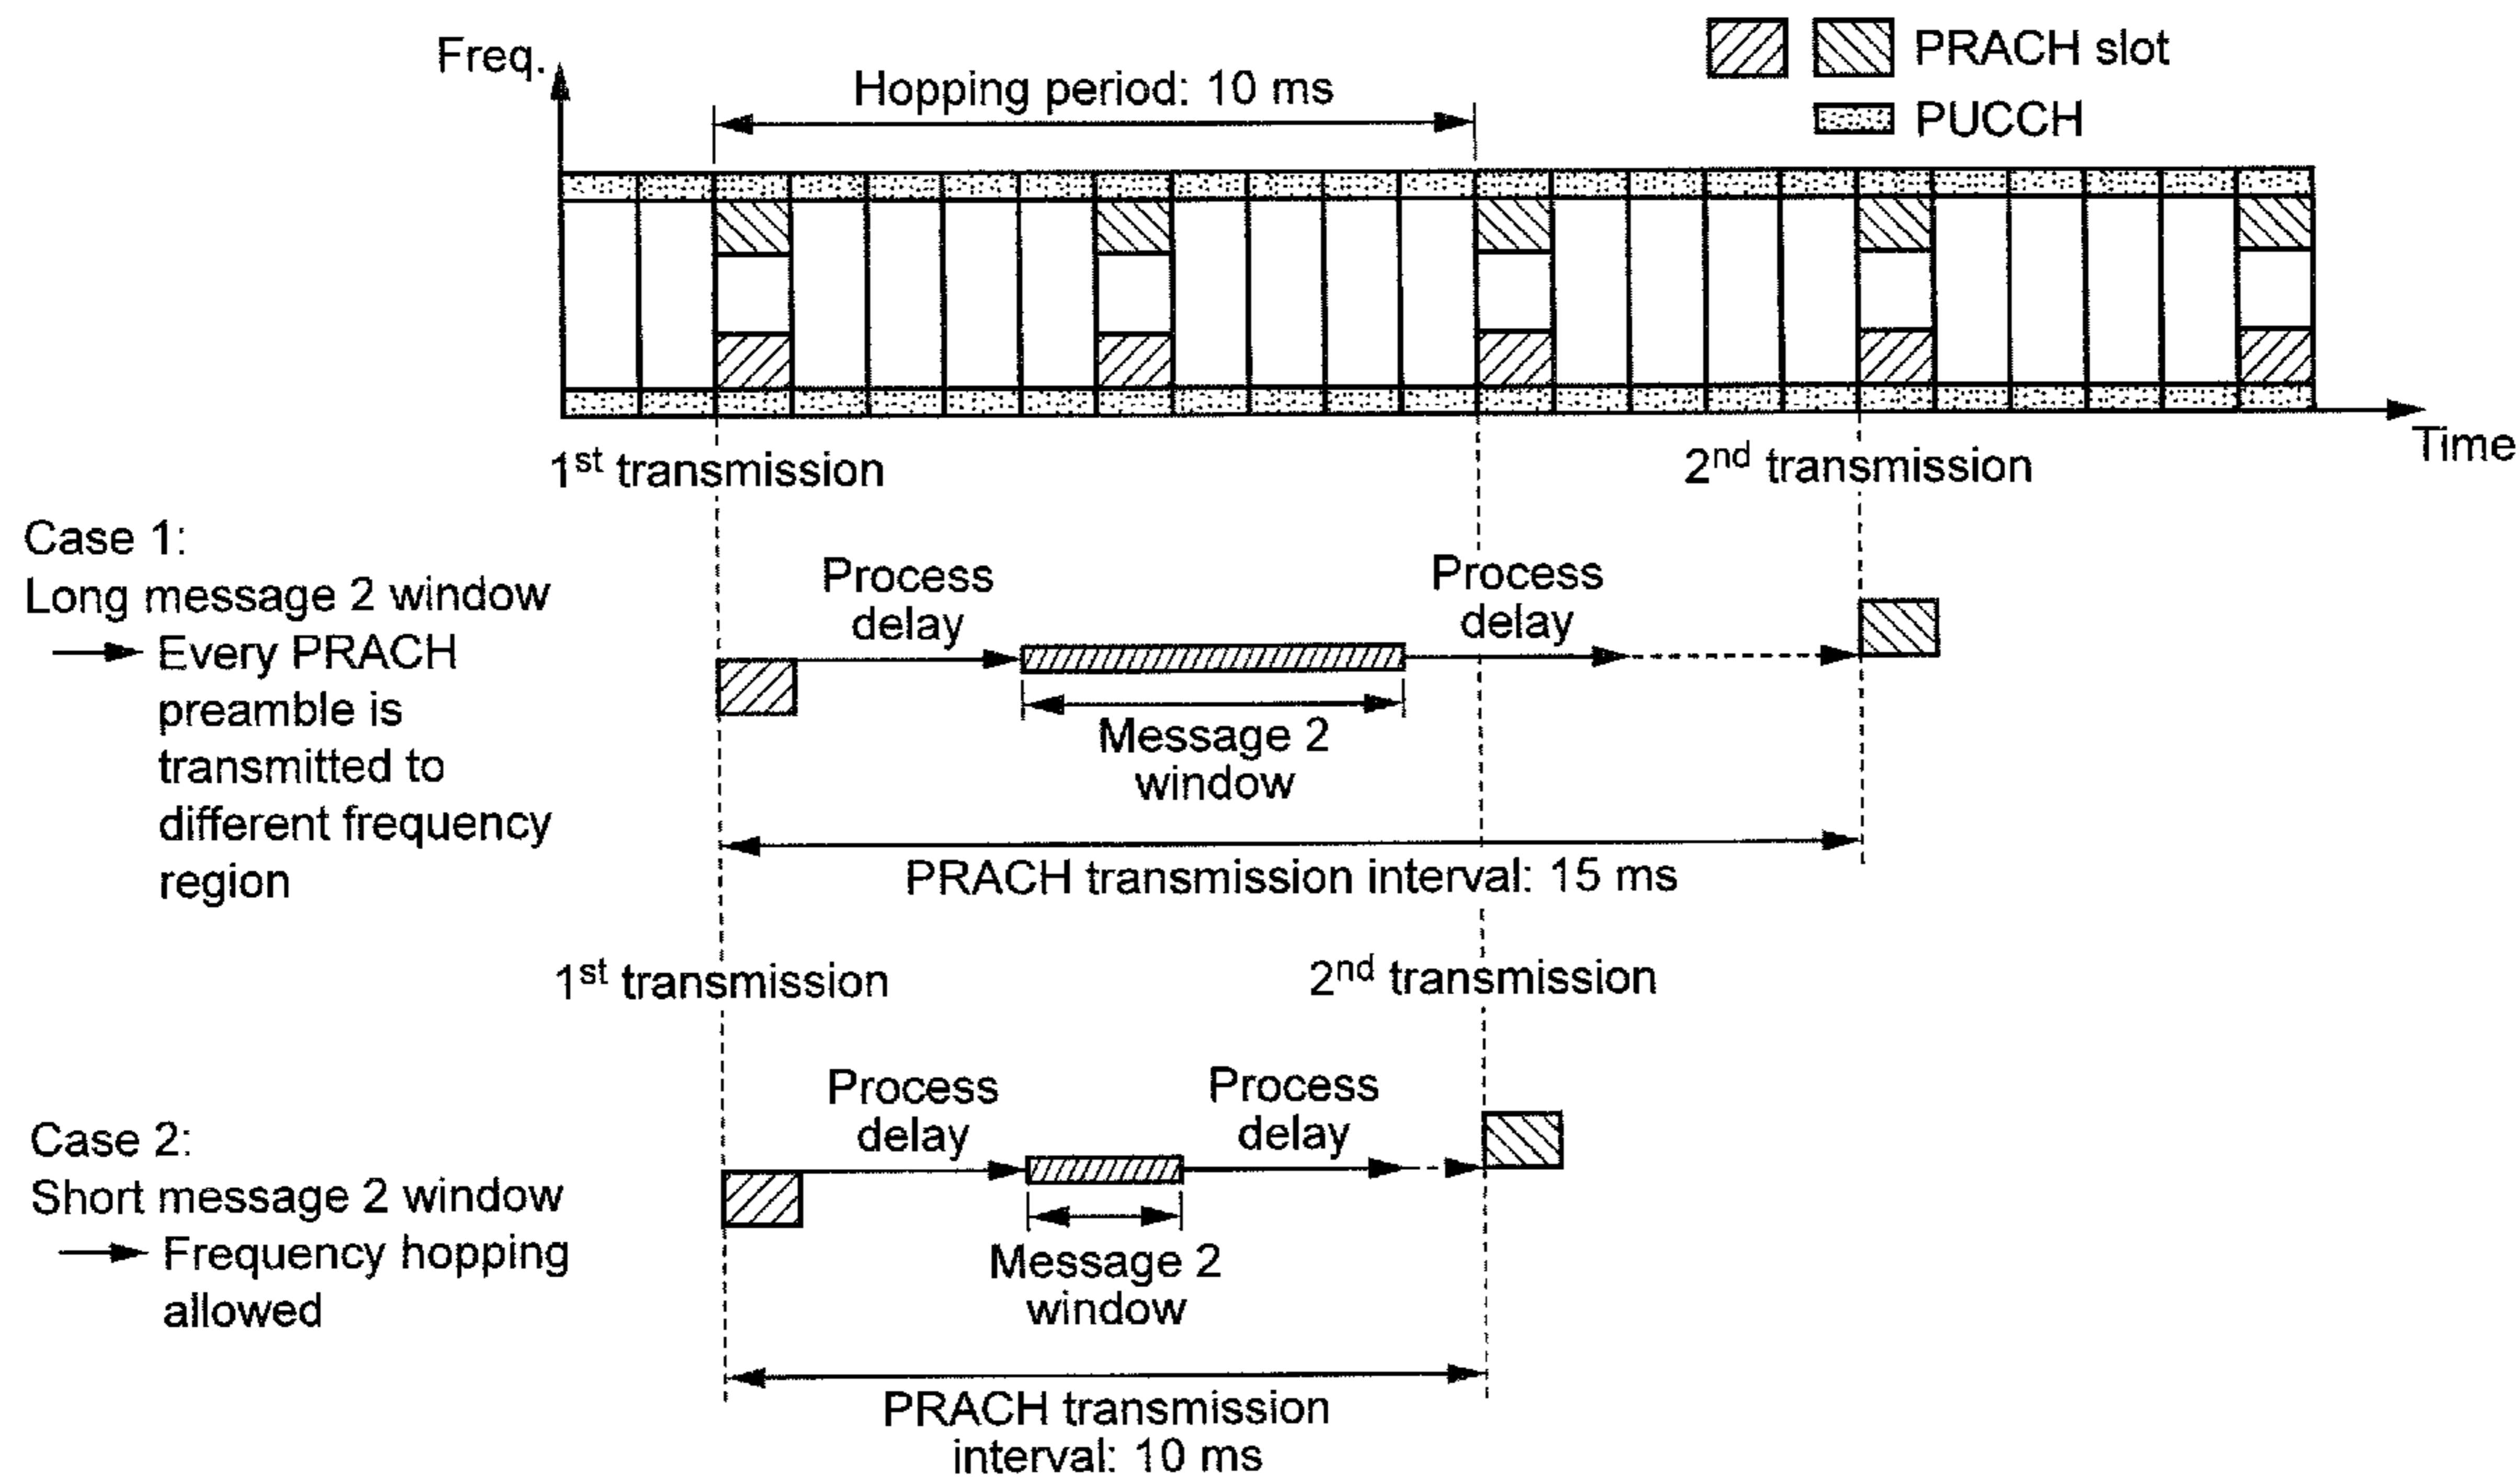 Freq.
Hopping period: 10 ms
PRACH slot
PUCCH
Time
1st transmission
2nd transmission
Case 1:
Long message 2 window
Every PRACH
preamble is
transmitted to
different frequency
region
Process
delay
Process
delay
Message 2
window
PRACH transmission interval: 15 ms
1st transmission
2nd transmission
Case 2:
Short message 2 window
Frequency hopping
allowed
Process
delay
Process
delay
Message 2
window
PRACH transmission
interval: 10 ms